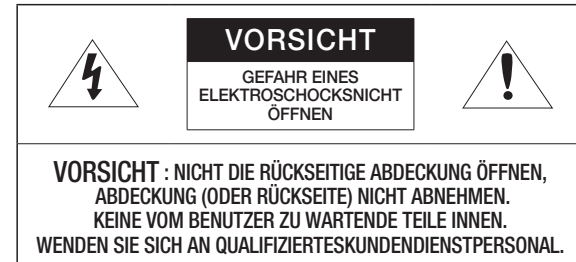 VORSICHT
GEFAHR EINES
ELEKTROSCHOCKSNICHT
ÖFFNEN
VORSICHT : NICHT DIE RÜCKSEITIGE ABDECKUNG ÖFFNEN,
ABDECKUNG (ODER RÜCKSEITE) NICHT ABNEHMEN.
KEINE VOM BENUTZER ZU WARTENDE TEILE INNEN.
WENDEN SIE SICH AN QUALIFIZIERTESKUNDENDIENSTPERSONAL.